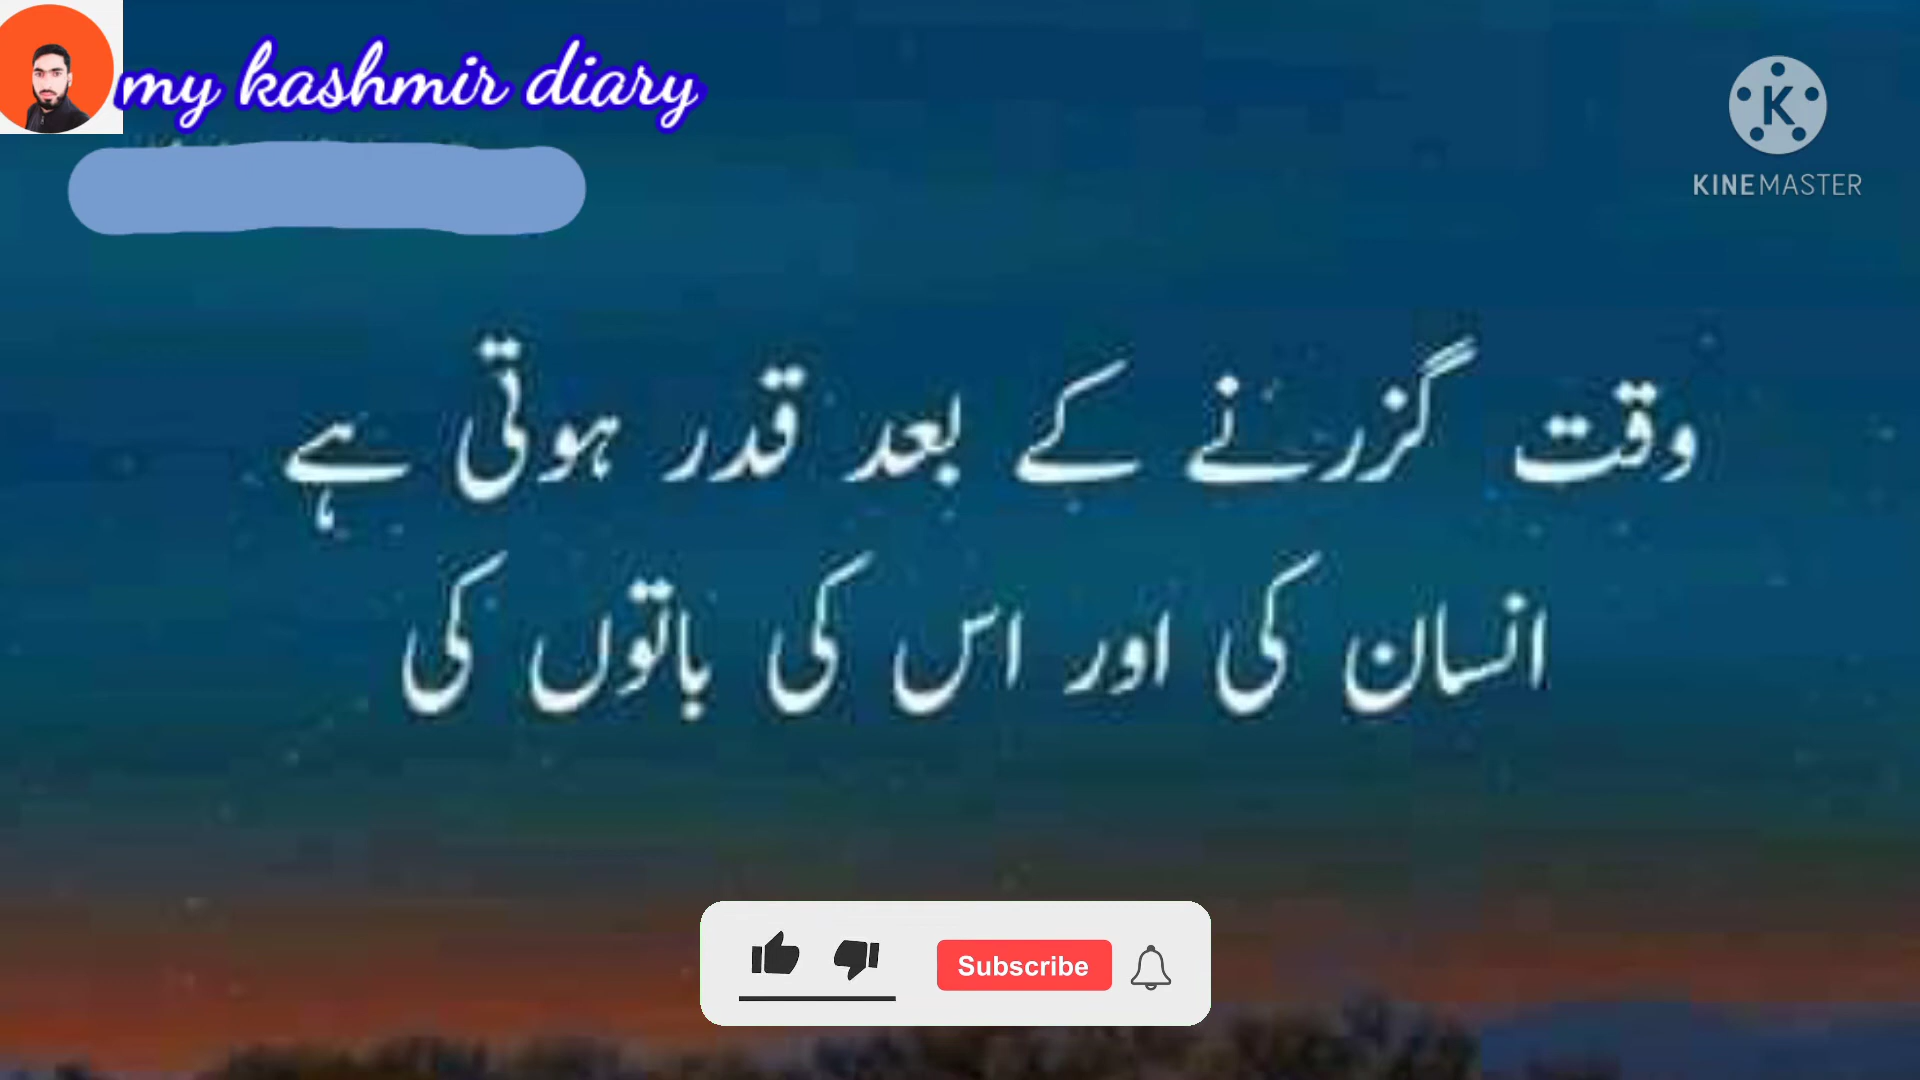 my kashmir diary
K
KINEMASTER
وقت گزرنے کے بعد قدر ہوتی ہے
انسان کی اور اس کی باتوں کی
Subscribe